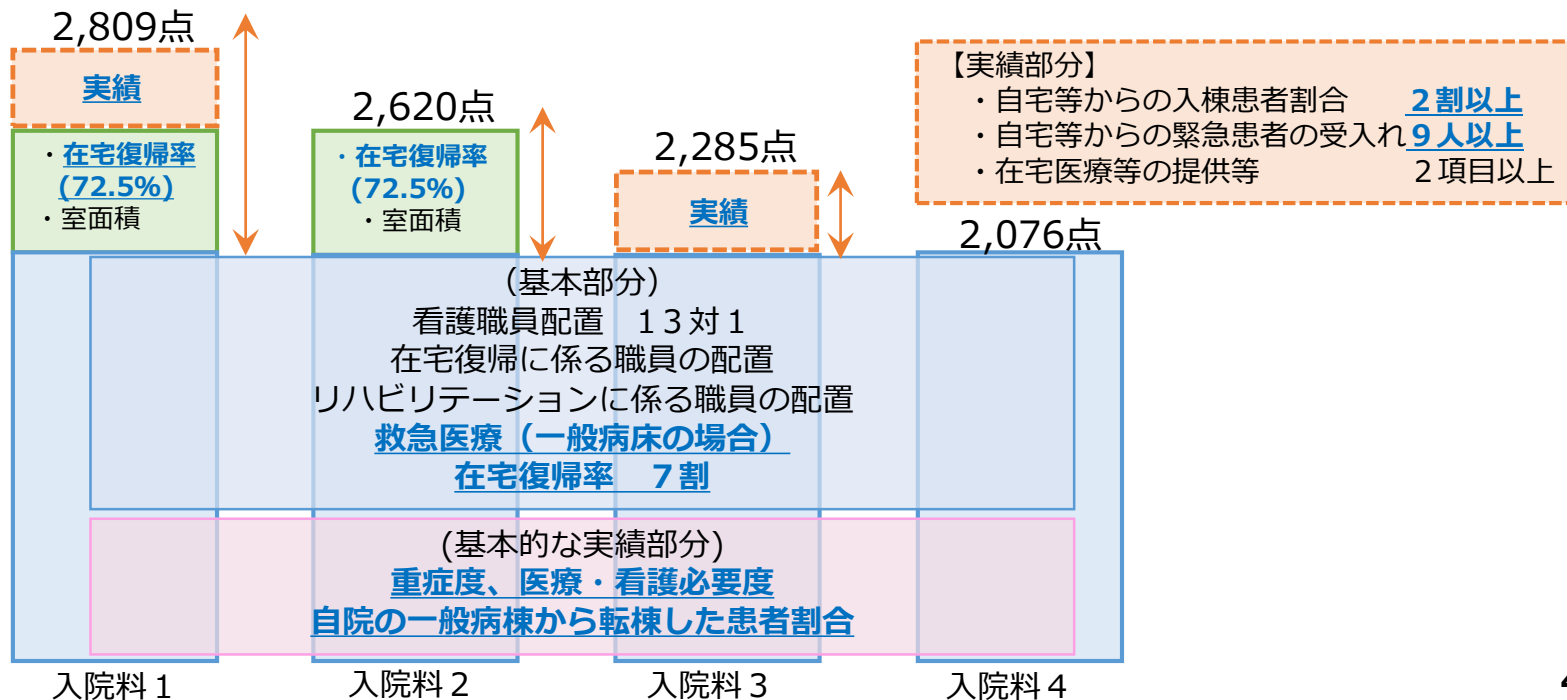 2,809点
実績
・在宅復帰率
(72.5%)
・室面積
2,620点
・在宅復帰率
(72.5%)
・室面積
2,285点
実績
【実績部分】
・自宅等からの入棟患者割合　２割以上
・自宅等からの緊急患者の受入れ ９人以上
・在宅医療等の提供等　２項目以上
2,076点
（基本部分）
看護職員配置　１３対１
在宅復帰に係る職員の配置
リハビリテーションに係る職員の配置
救急医療（一般病床の場合）
在宅復帰率　７割
(基本的な実績部分)
重症度、医療・看護必要度
自院の一般病棟から転棟した患者割合
入院料１
入院料２
入院料３
入院料４